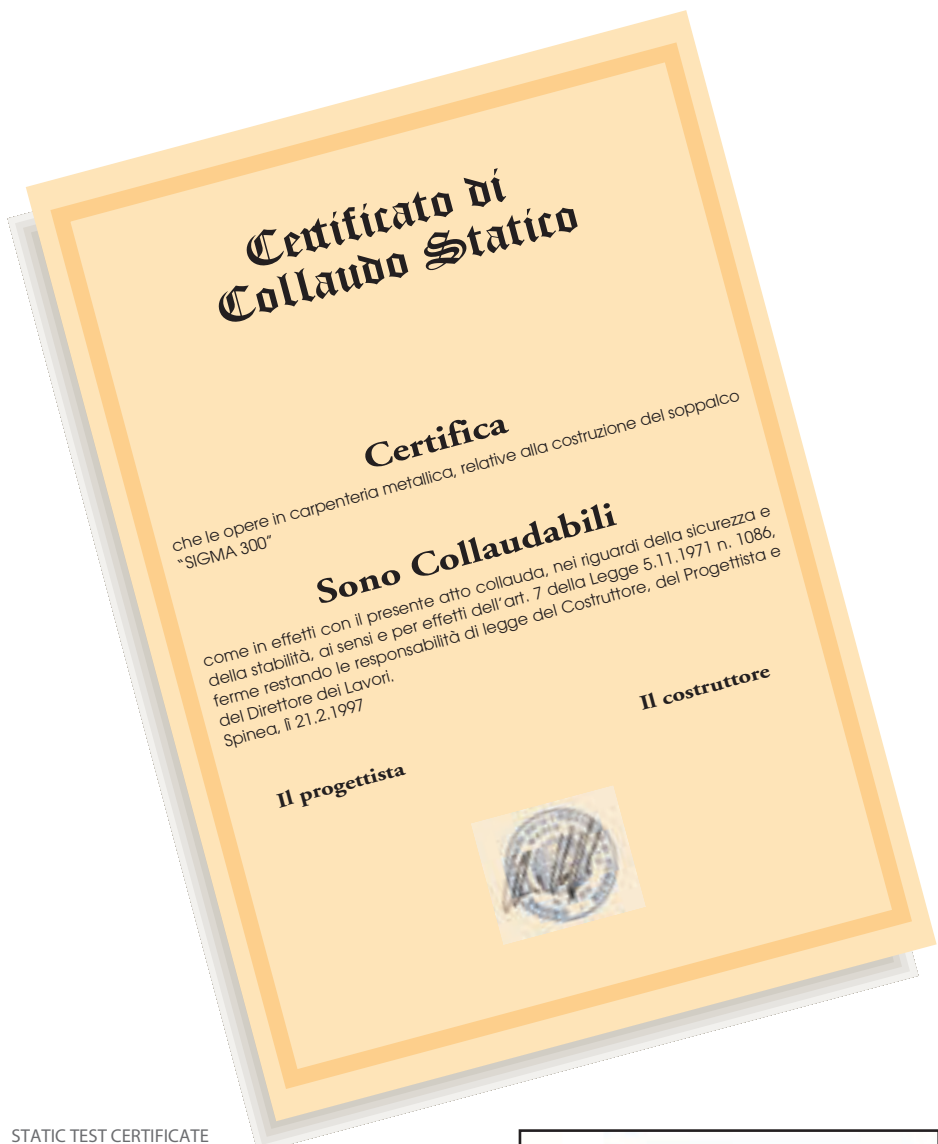 Certificato di
Collaudo Statico
Certifica
che le opere in carpenteria metallica, relative alla costruzione del soppalco
“SIGMA 300”
Sono Collaudabili
come in effetti con il presente atto collauda, nei riguardi della sicurezza e
della stabilità, ai sensi e per effetti dell’art. 7 della Legge 5.11.1971 n. 1086,
ferme restando le responsabilità di legge del Costruttore, del Progettista e
del Direttore dei Lavori.
Spinea, lì 21.2.1997
Il costruttore
Il progettista
STATIC TEST CERTIFICATE